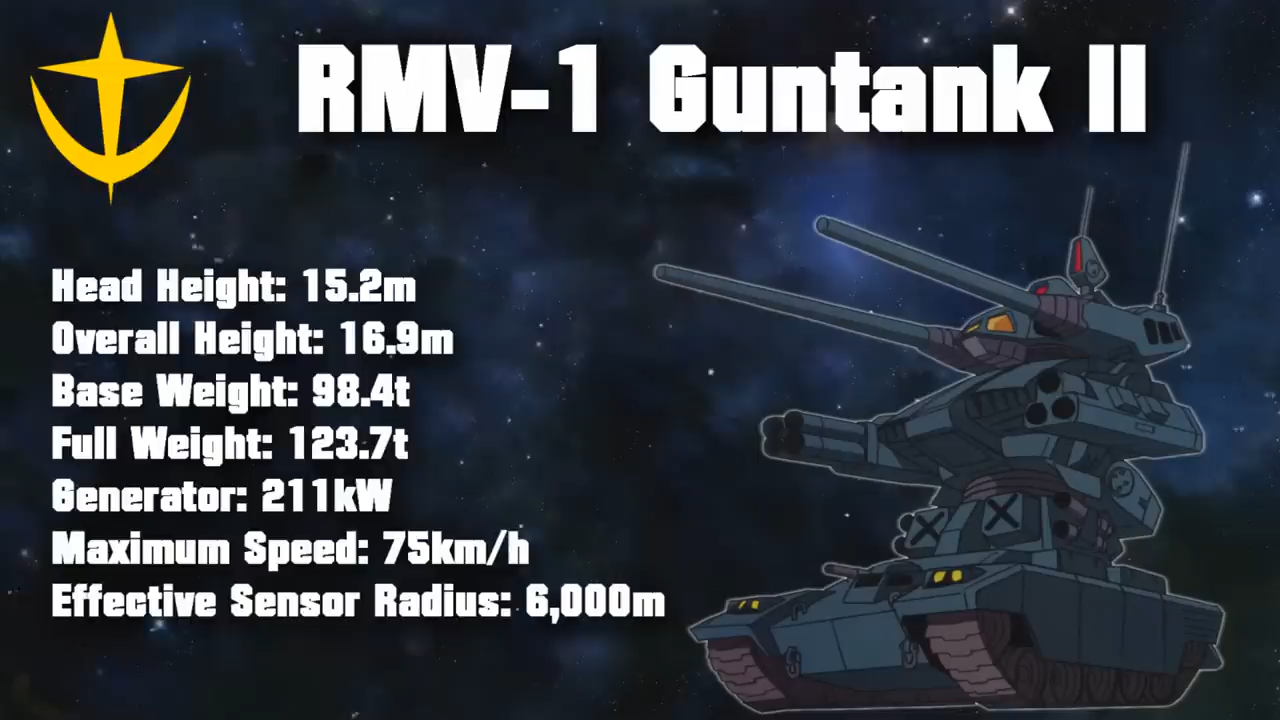 RMV-1 Guntank II
Head Height: 15.2m
Overall Height: 16.9m
Base Weight: 98.4t
Full Weight: 123.7t
Generator: 211kW
Maximum Speed: 75km/h
Effective Sensor Radius: 6,000m